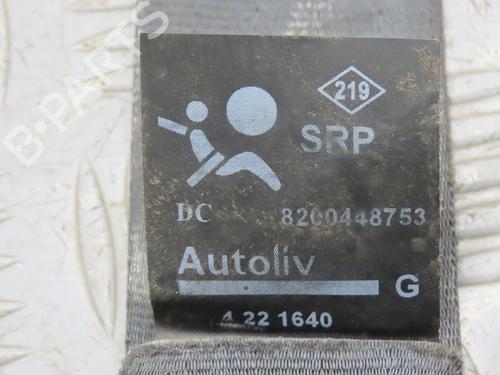 B-PARTS
219
SRP
DC 8200448753
Autoliv
G
4 22 1640